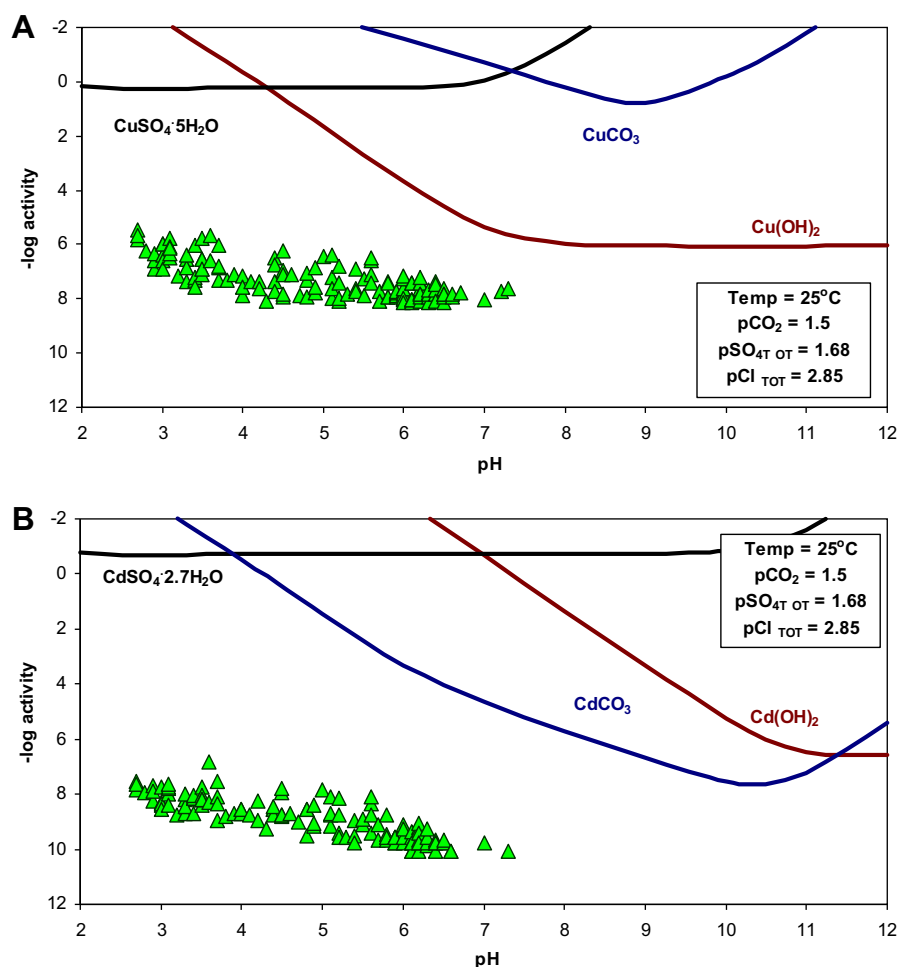 A
-2
0
2
4
6
8
10
12
-log activity
CuSO4·5H2O
CuCO3
Cu(OH)2
Temp = 25oC
pCO2 = 1.5
pSO4T OT = 1.68
pCl TOT = 2.85
2 3 4 5 6 7 8 9 10 11 12
pH
B
-2
0
2
4
6
8
10
12
-log activity
CdSO4·2.7H2O
CdCO3
Cd(OH)2
Temp = 25oC
pCO2 = 1.5
pSO4T OT = 1.68
pCl TOT = 2.85
2 3 4 5 6 7 8 9 10 11 12
pH